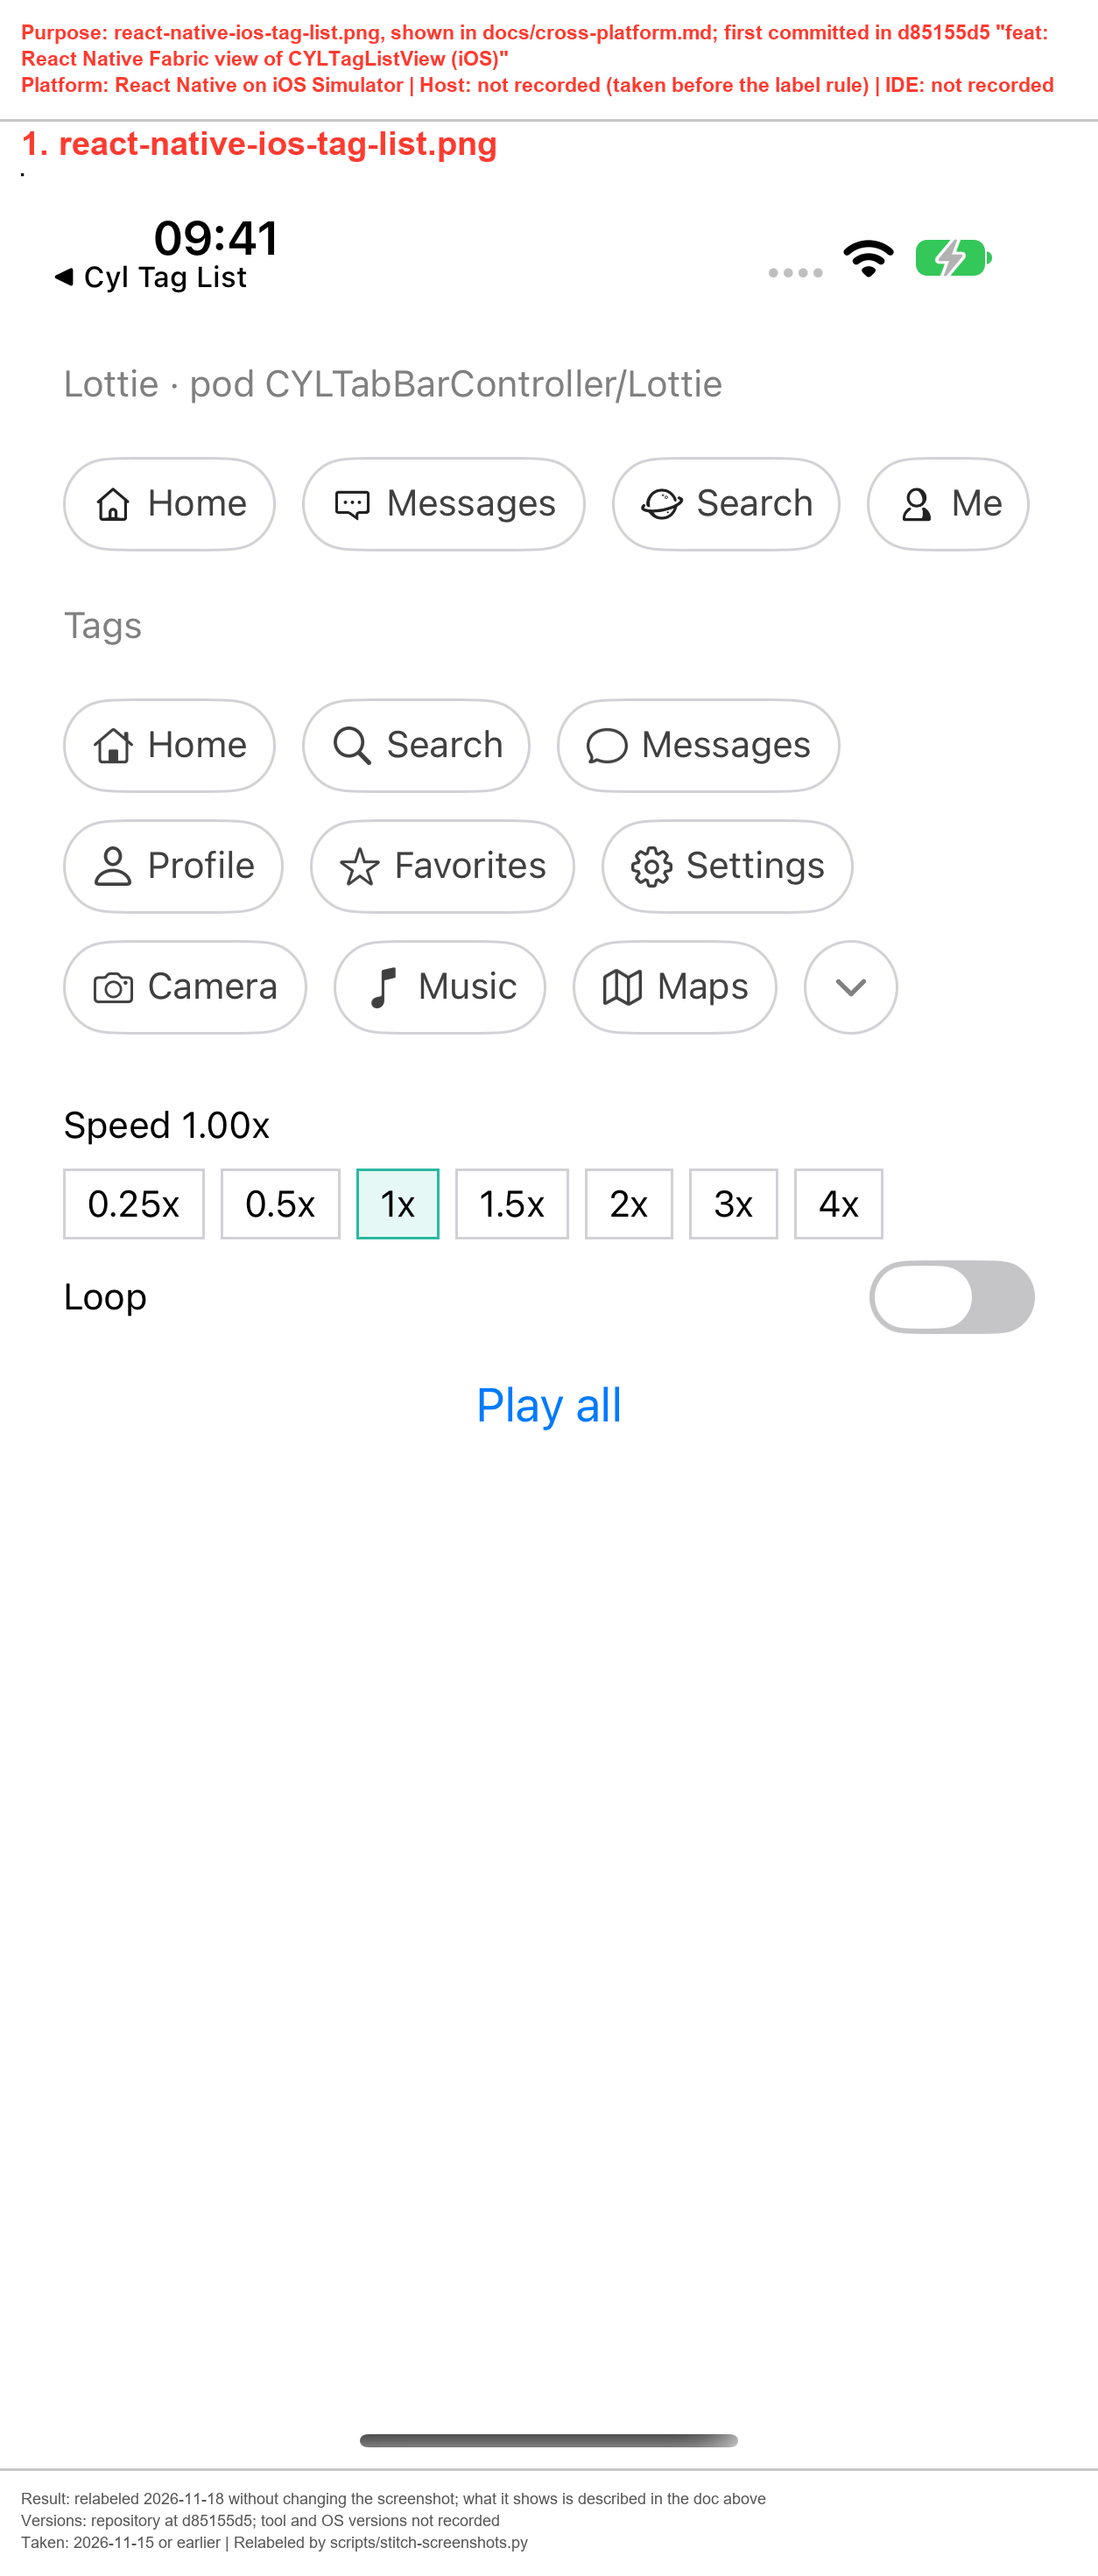 Purpose: react-native-ios-tag-list.png, shown in docs/cross-platform.md; first committed in d85155d5 "feat:
React Native Fabric view of CYLTagListView (iOS)"
Platform: React Native on iOS Simulator | Host: not recorded (taken before the label rule) | IDE: not recorded
1. react-native-ios-tag-list.png
09:41
◀ Cyl Tag List
Lottie · pod CYLTabBarController/Lottie
Home Messages Search Me
Tags
Home Search Messages
Profile Favorites Settings
Camera Music Maps
Speed 1.00x
0.25x 0.5x 1x 1.5x 2x 3x 4x
Loop
Play all
Result: relabeled 2026-11-18 without changing the screenshot; what it shows is described in the doc above
Versions: repository at d85155d5; tool and OS versions not recorded
Taken: 2026-11-15 or earlier | Relabeled by scripts/stitch-screenshots.py